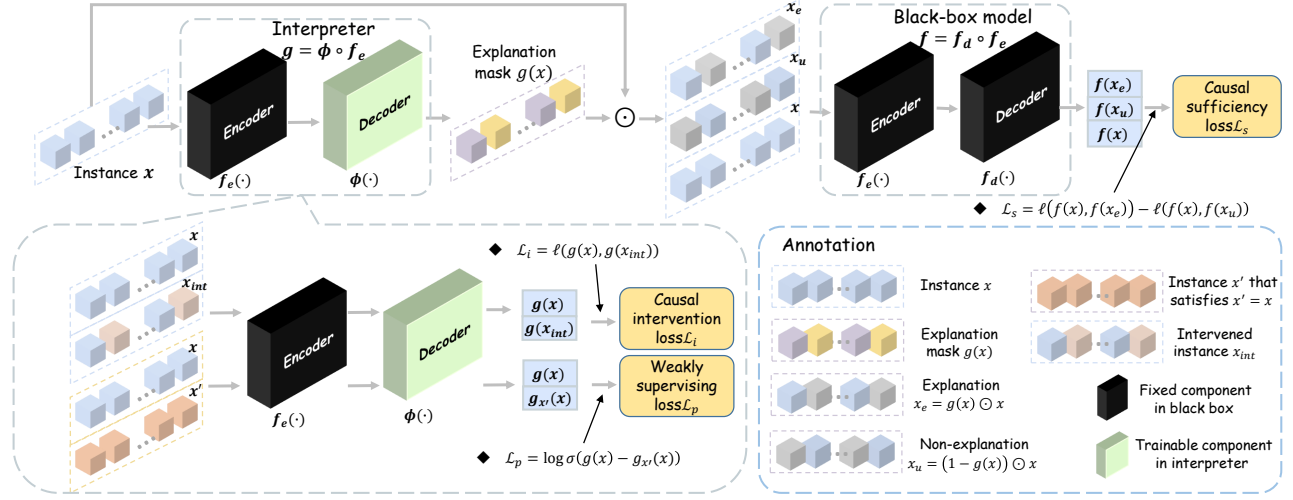 Interpreter
g = ϕ ∘ f_e
Encoder
Decoder
f_e(·)
ϕ(·)
Instance x
Explanation
mask g(x)
x_e
x_u
x
Black-box model
f = f_d ∘ f_e
Encoder
Decoder
f_e(·)
f_d(·)
f(x_e)
f(x_u)
f(x)
Causal
sufficiency
lossℒ_s
◆ ℒ_s = ℓ(f(x), f(x_e)) − ℓ(f(x), f(x_u))
x
x_int
x
x′
Encoder
Decoder
f_e(·)
ϕ(·)
◆ ℒ_i = ℓ(g(x), g(x_int))
g(x)
g(x_int)
Causal
intervention
lossℒ_i
g(x)
g_x′(x)
Weakly
supervising
lossℒ_p
◆ ℒ_p = log σ(g(x) − g_x′(x))
Annotation
Instance x
Explanation
mask g(x)
Explanation
x_e = g(x) ⊙ x
Non-explanation
x_u = (1 − g(x)) ⊙ x
Instance x′ that
satisfies x′ = x
Intervened
instance x_int
Fixed component
in black box
Trainable component
in interpreter